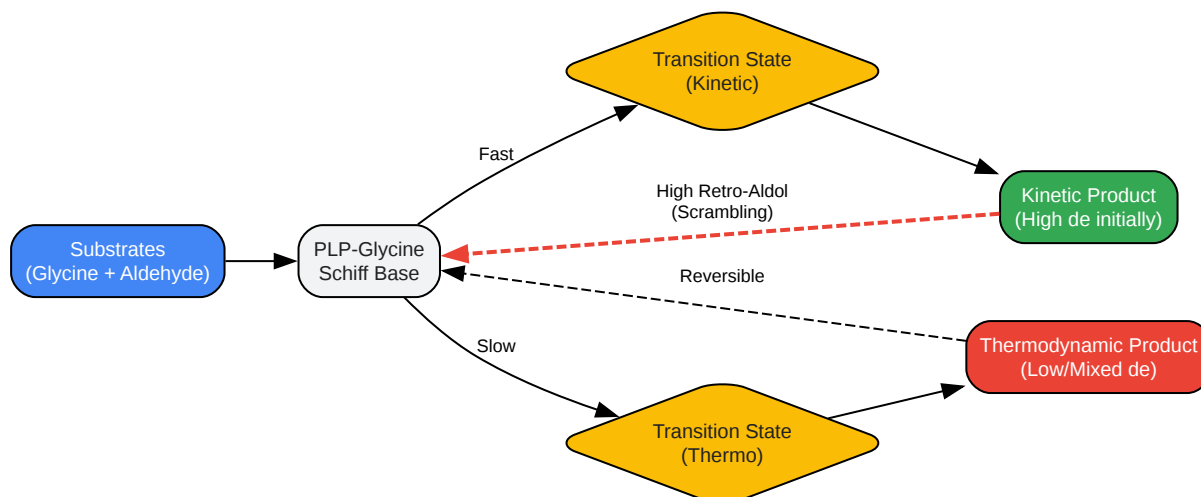 Transition State
(Kinetic)
Fast
High Retro-Aldol
(Scrambling)
Kinetic Product
(High de initially)
Substrates
(Glycine + Aldehyde)
PLP-Glycine
Schiff Base
Reversible
Slow
Thermodynamic Product
(Low/Mixed de)
Transition State
(Thermo)